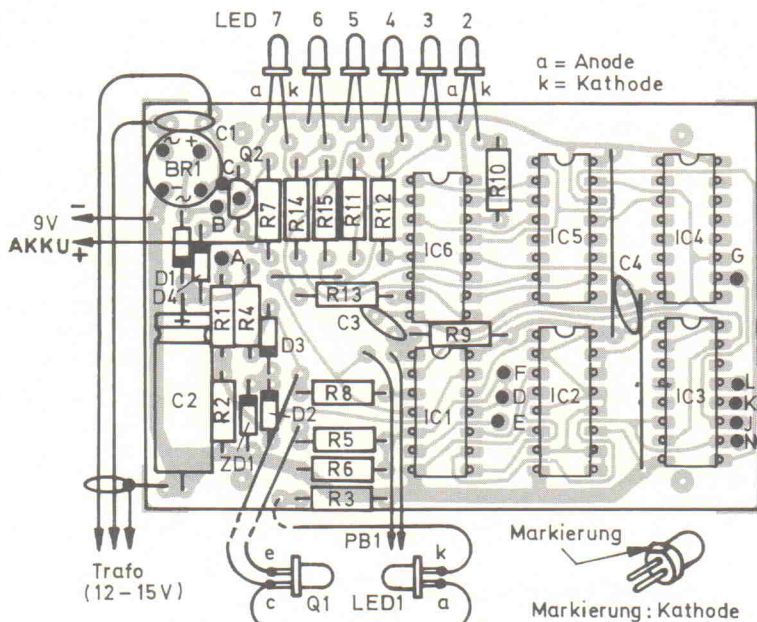 LED 7 6 5 4 3 2
a k a k
a = Anode
k = Kathode
C1
~ +
BR1
- ~
C Q2
B
9V -
AKKU +
R7 R14 R15 R11 R12
R10
IC6
IC5
IC4
G
D1
D4
A
R13
C4
+
R1 R4
D3
C3
R9
C2
R2
ZD1
D2
R8
R5
R6
R3
IC1
F
D
E
IC2
IC3
L
K
J
N
Trafo
(12-15V)
e
c
Q1
PB1
LED1
k
a
Markierung
Markierung: Kathode